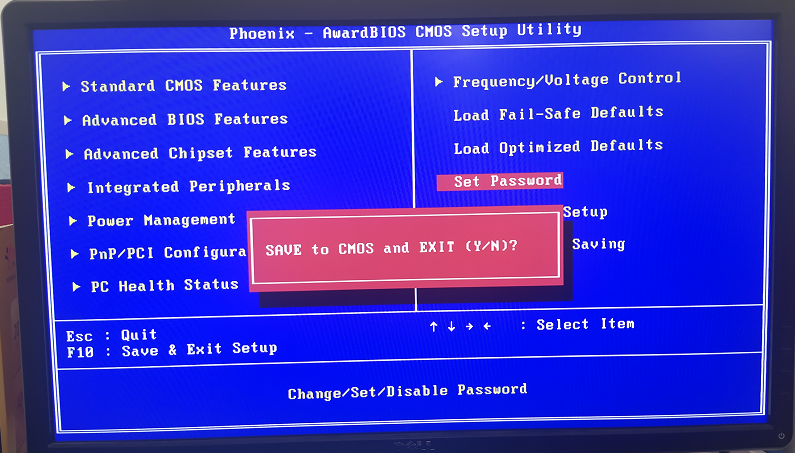 Phoenix - AwardBIOS CMOS Setup Utility
Standard CMOS Features
Advanced BIOS Features
Advanced Chipset Features
Integrated Peripherals
Power Management
PnP/PCI Configura
PC Health Status
Frequency/Voltage Control
Load Fail-Safe Defaults
Load Optimized Defaults
Set Password
Setup
Saving
SAVE to CMOS and EXIT (Y/N)?
Esc : Quit
F10 : Save & Exit Setup
↑ ↓ → ← : Select Item
Change/Set/Disable Password